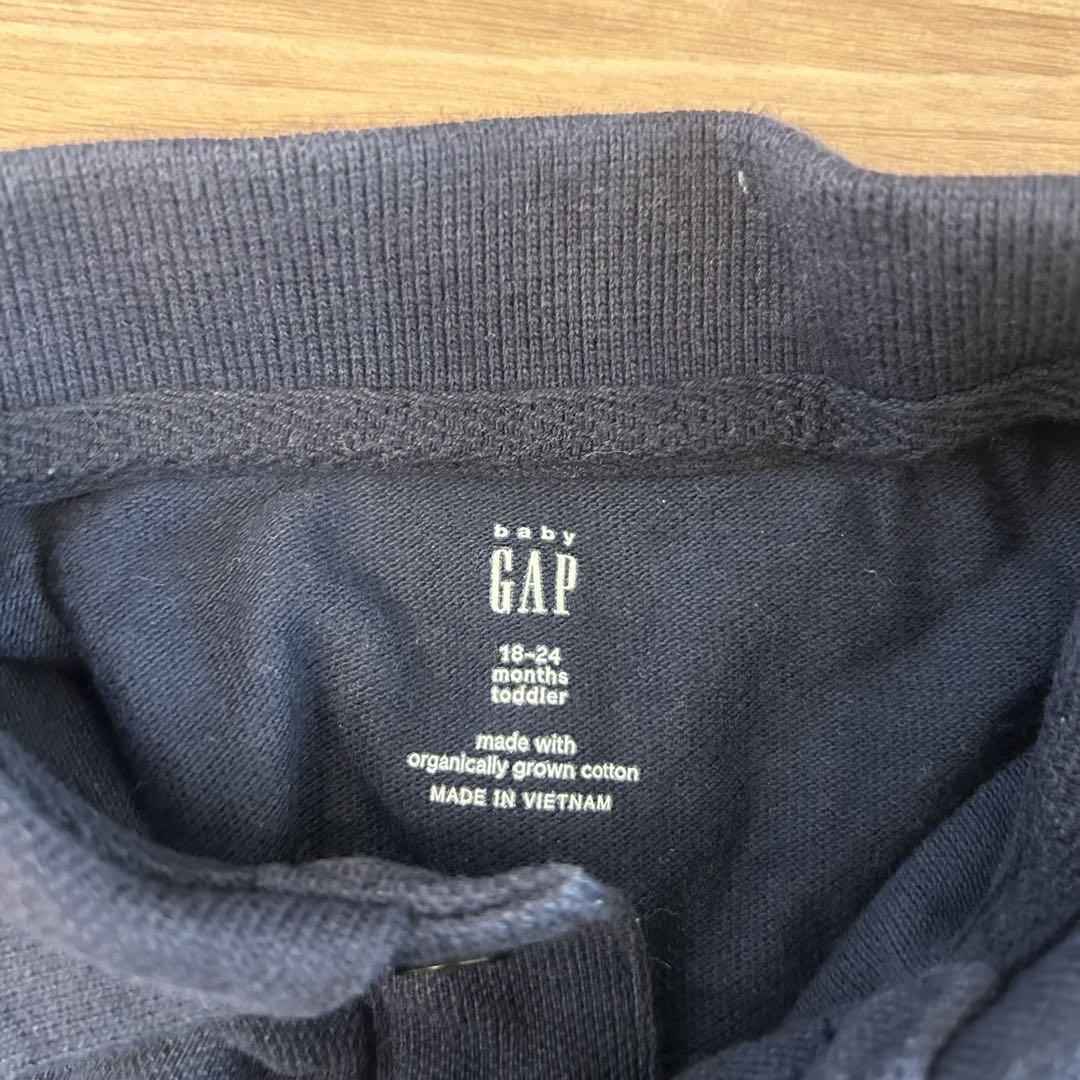 baby
GAP
18-24
months
toddler
made with
organically grown cotton
MADE IN VIETNAM